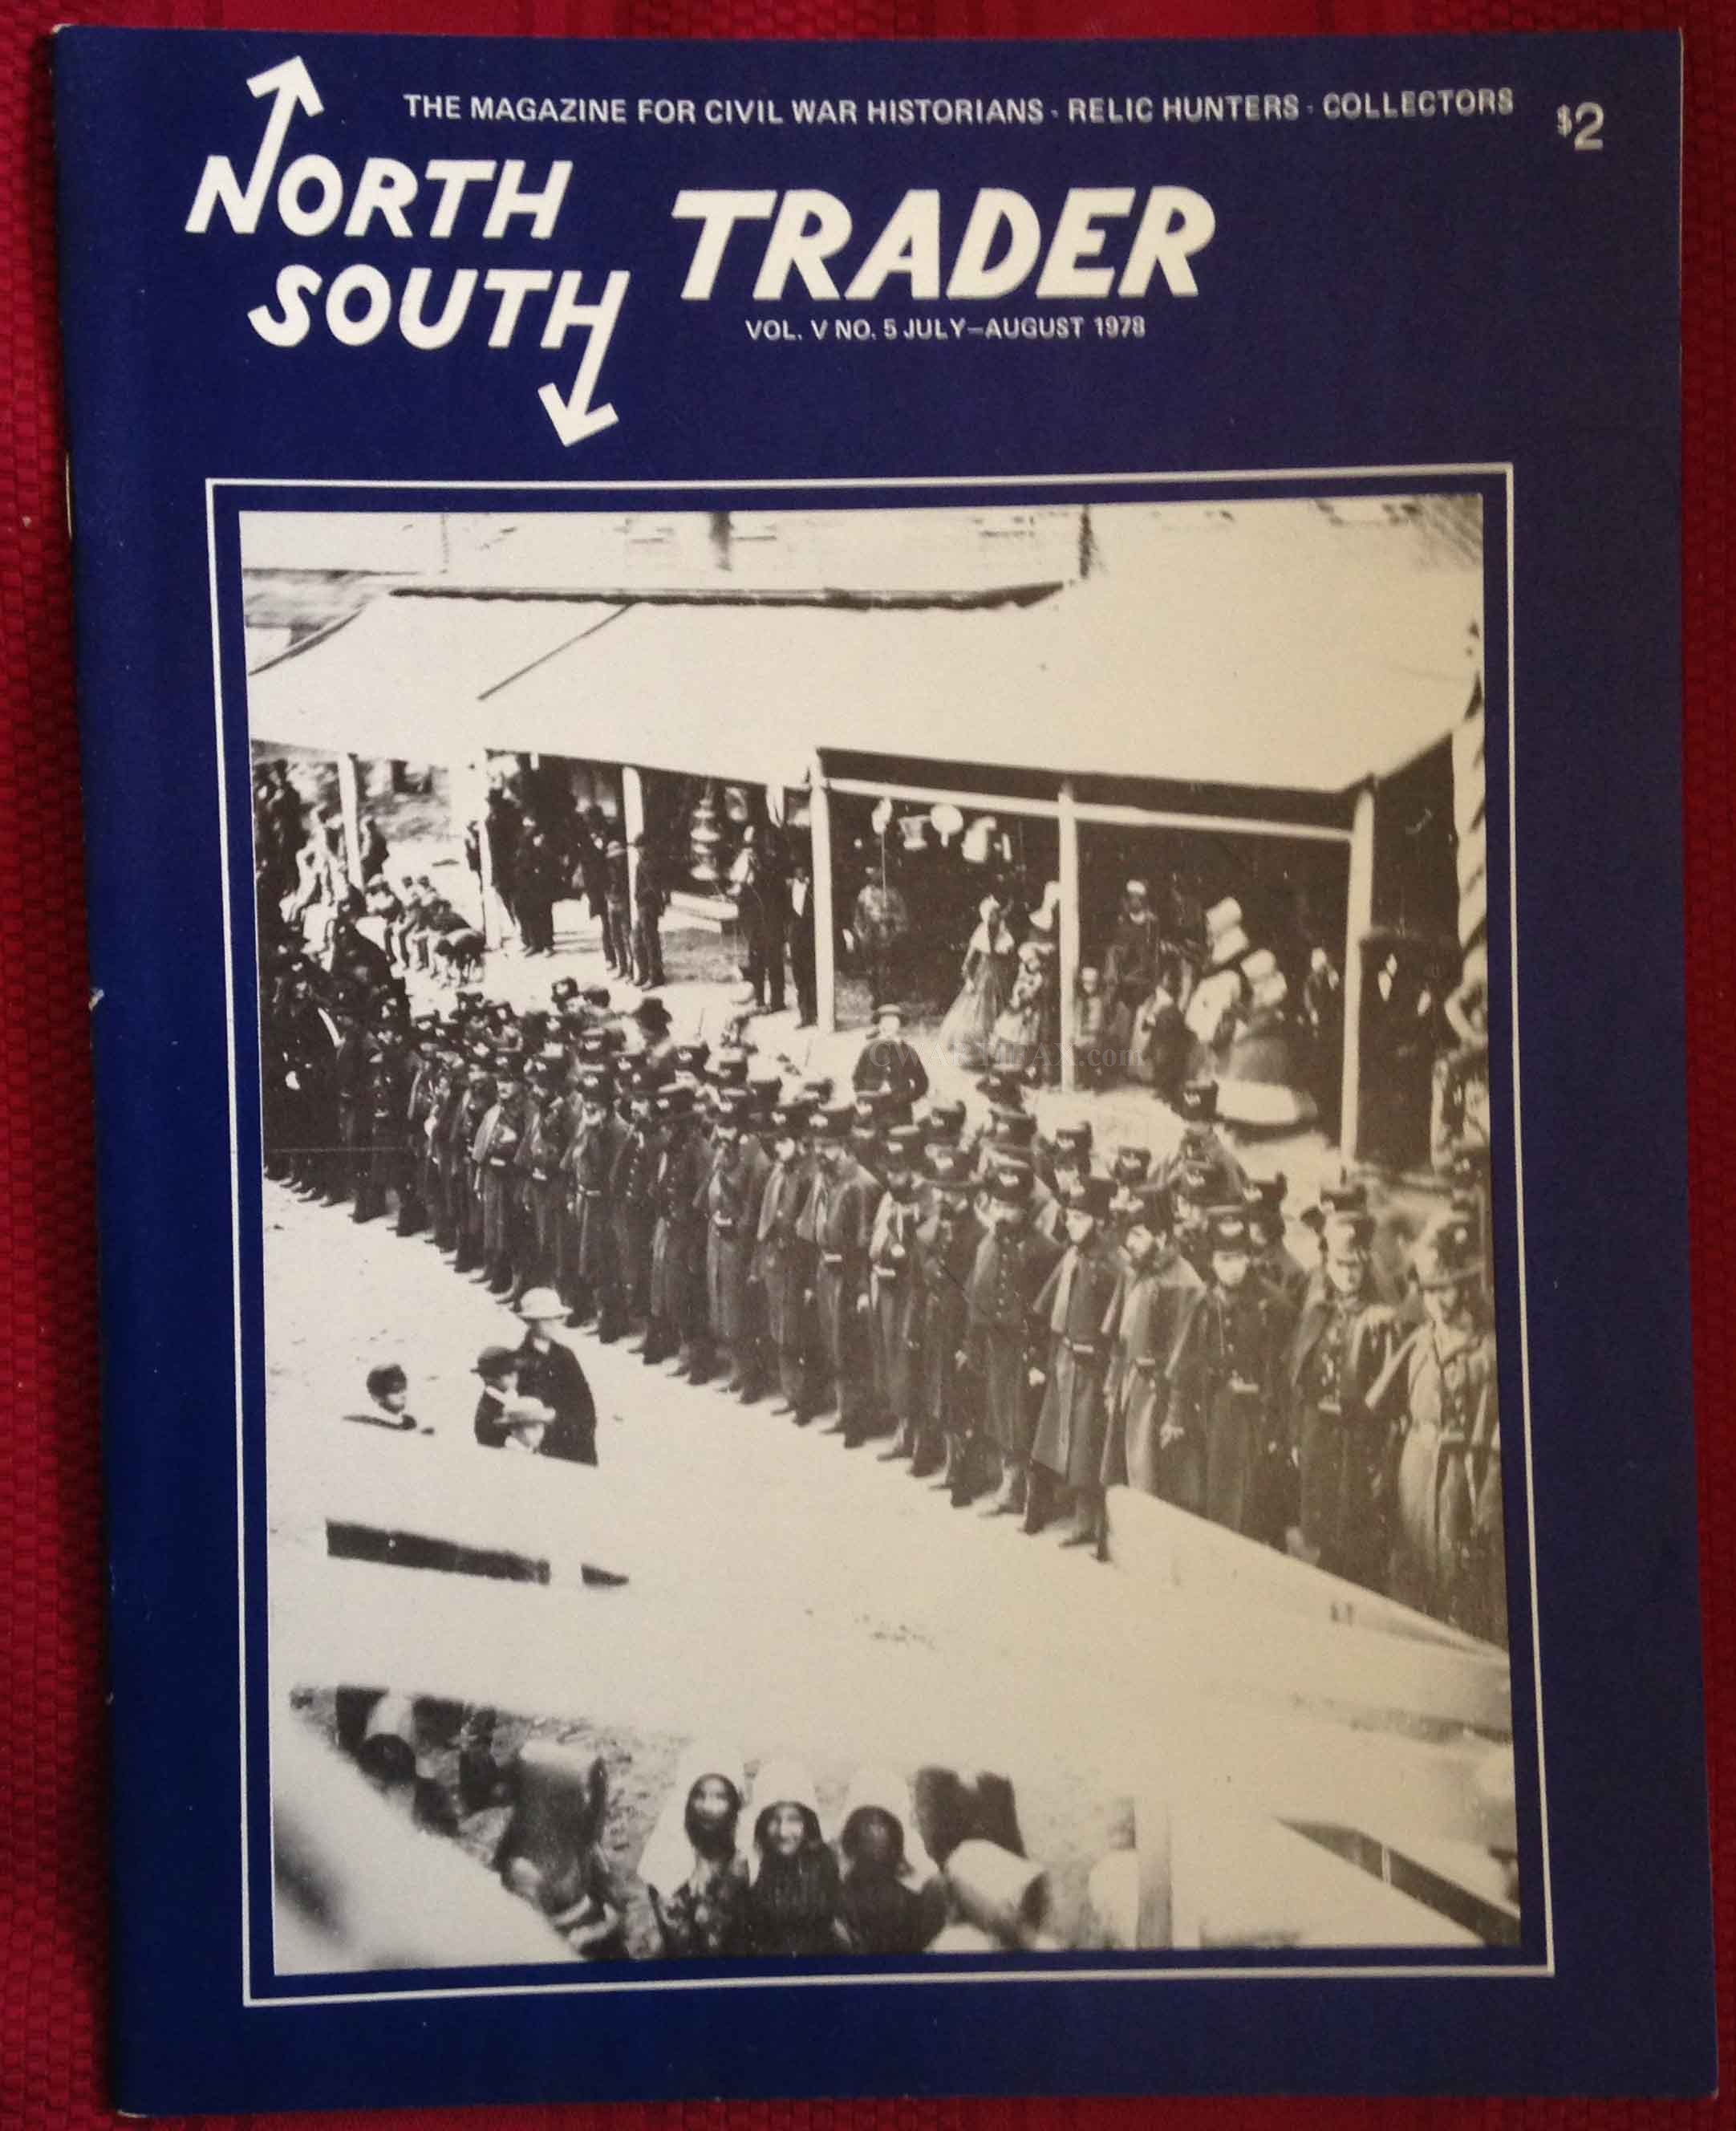 THE MAGAZINE FOR CIVIL WAR HISTORIANS · RELIC HUNTERS · COLLECTORS
$2
NORTH
SOUTH
TRADER
VOL. V NO. 5 JULY–AUGUST 1978